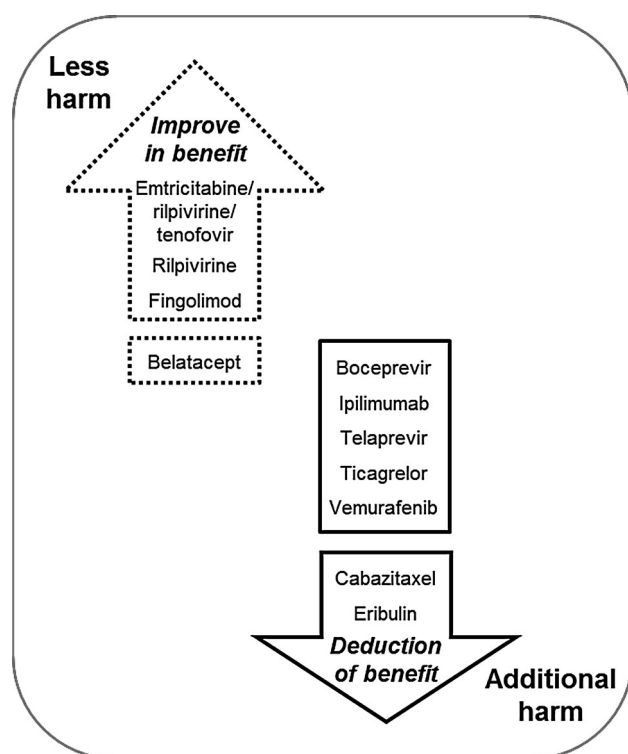 Less
harm
Improve
in benefit
Emtricitabine/
rilpivirine/
tenofovir
Rilpivirine
Fingolimod
Belatacept
Boceprevir
Ipilimumab
Telaprevir
Ticagrelor
Vemurafenib
Cabazitaxel
Eribulin
Deduction
of benefit
Additional
harm